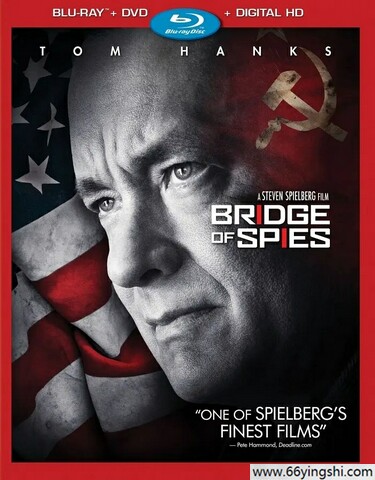 BLU-RAY™ + DVD + DIGITAL HD
Blu-ray Disc
TOM HANKS
A STEVEN SPIELBERG FILM
BRIDGE
OF SPIES
"ONE OF SPIELBERG'S
FINEST FILMS"
— Pete Hammond, Deadline.com
www.66yingshi.com